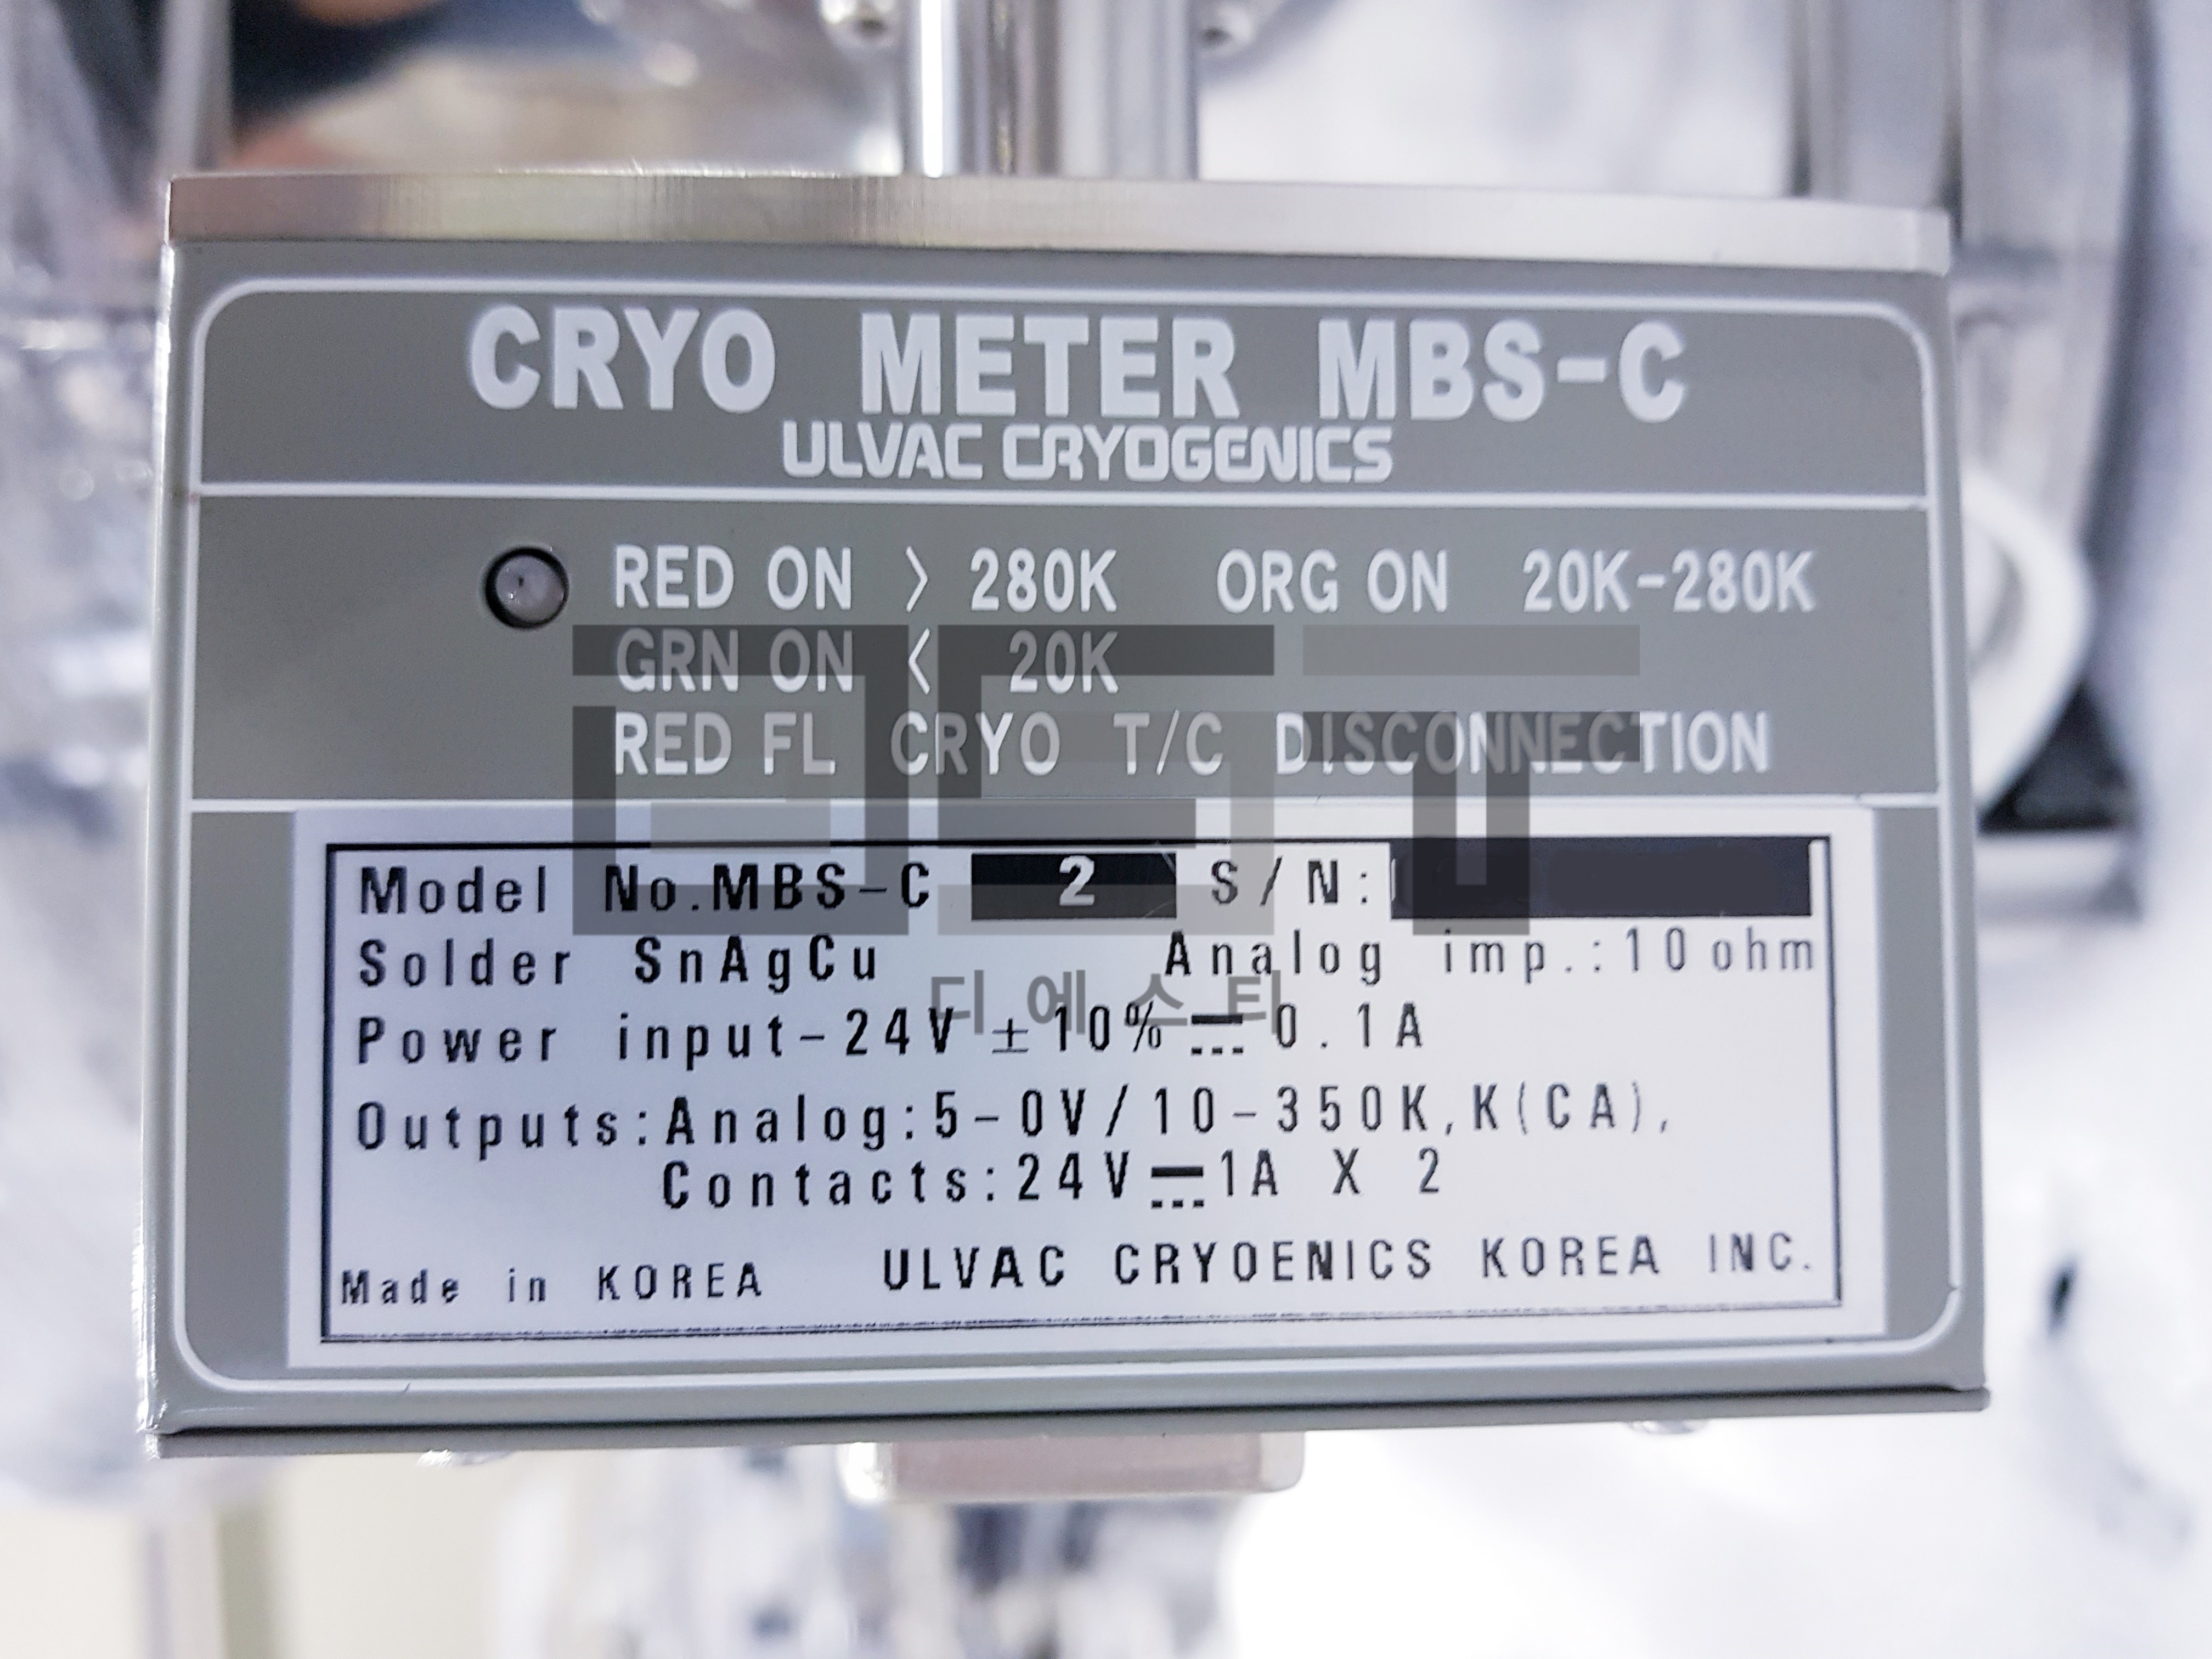 CRYO METER MBS-C
ULVAC CRYOGENICS
RED ON > 280K ORG ON 20K-280K
GRN ON < 20K
RED FL CRYO T/C DISCONNECTION
DST
Model No.MBS-C 2 S/N:
Solder SnAgCu Analog imp.:10ohm
디에스티
Power input-24V ±10% ⎓ 0.1A
Outputs:Analog:5-0V/10-350K,K(CA),
Contacts:24V⎓1A X 2
Made in KOREA ULVAC CRYOENICS KOREA INC.